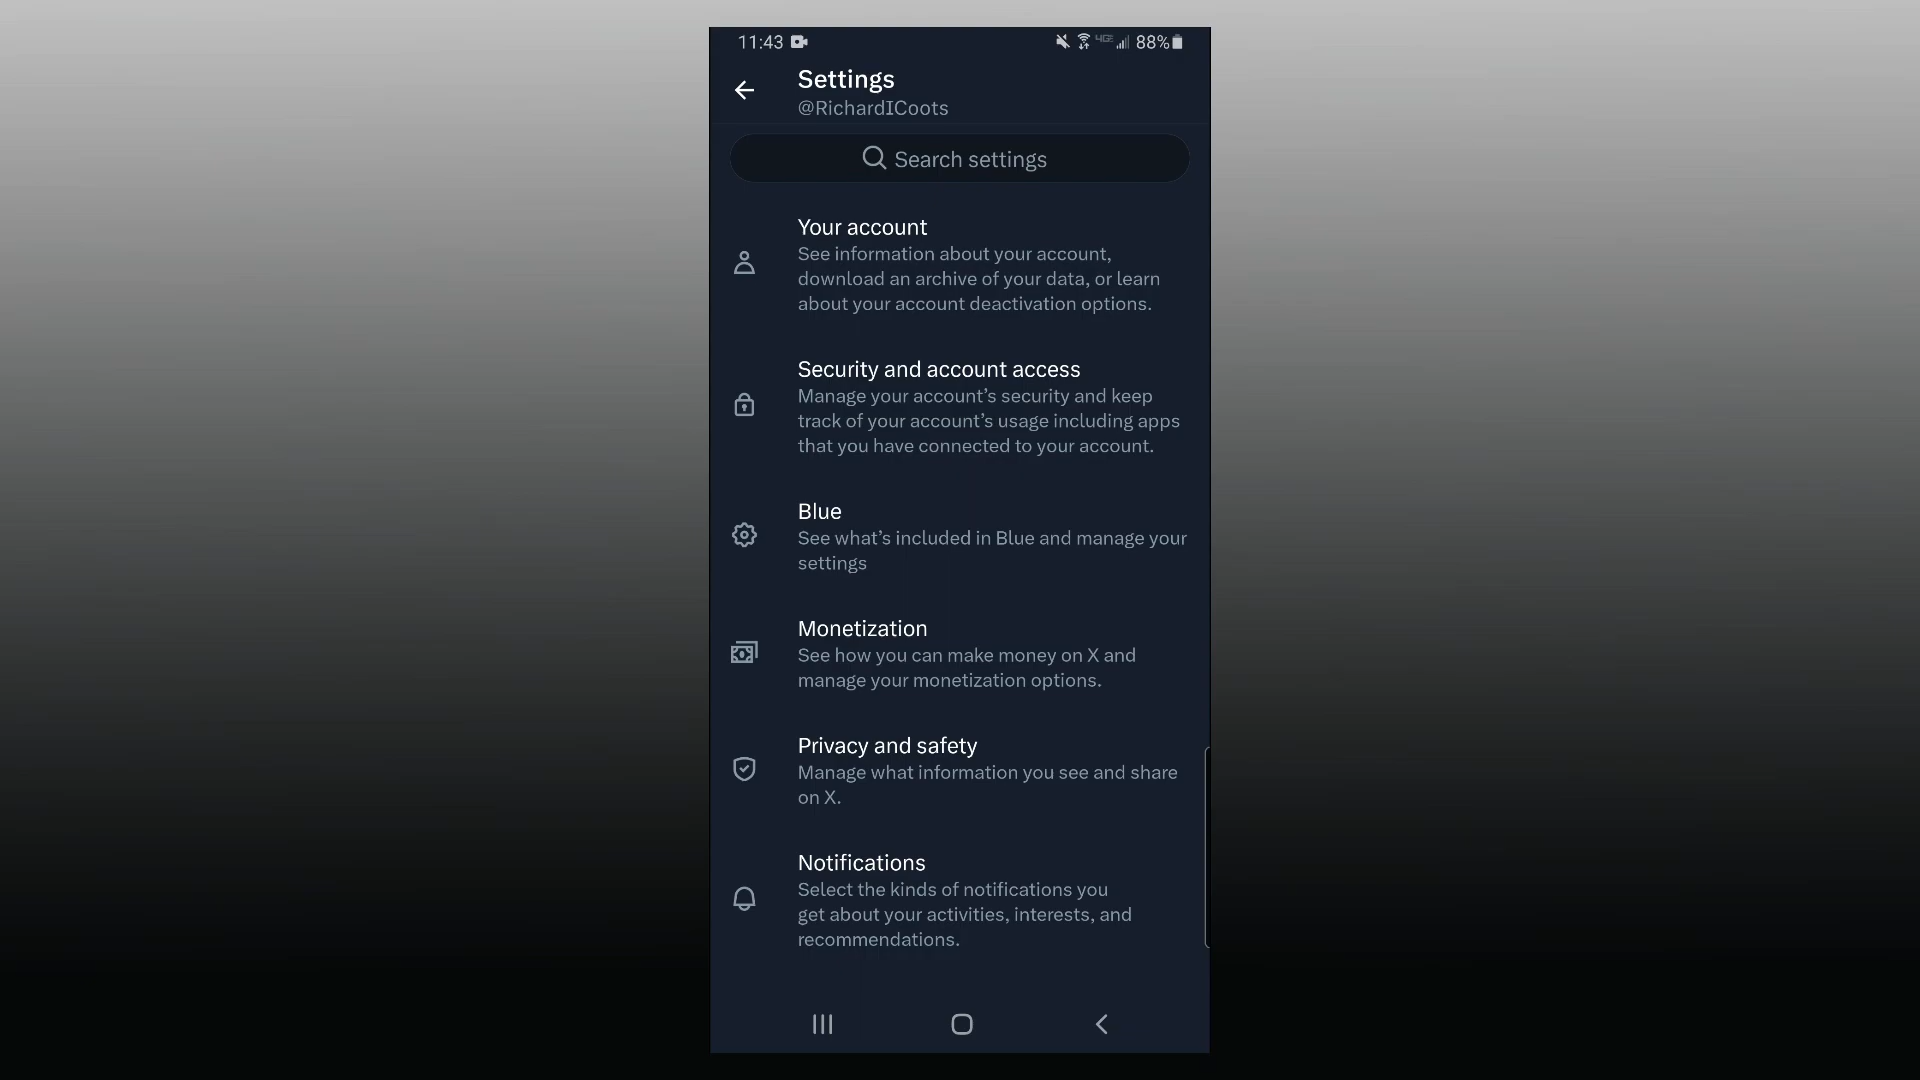 11:43
4GE
88%
Settings
@RichardICoots
Search settings
Your account
See information about your account,
download an archive of your data, or learn
about your account deactivation options.
Security and account access
Manage your account’s security and keep
track of your account’s usage including apps
that you have connected to your account.
Blue
See what’s included in Blue and manage your
settings
Monetization
See how you can make money on X and
manage your monetization options.
Privacy and safety
Manage what information you see and share
on X.
Notifications
Select the kinds of notifications you
get about your activities, interests, and
recommendations.